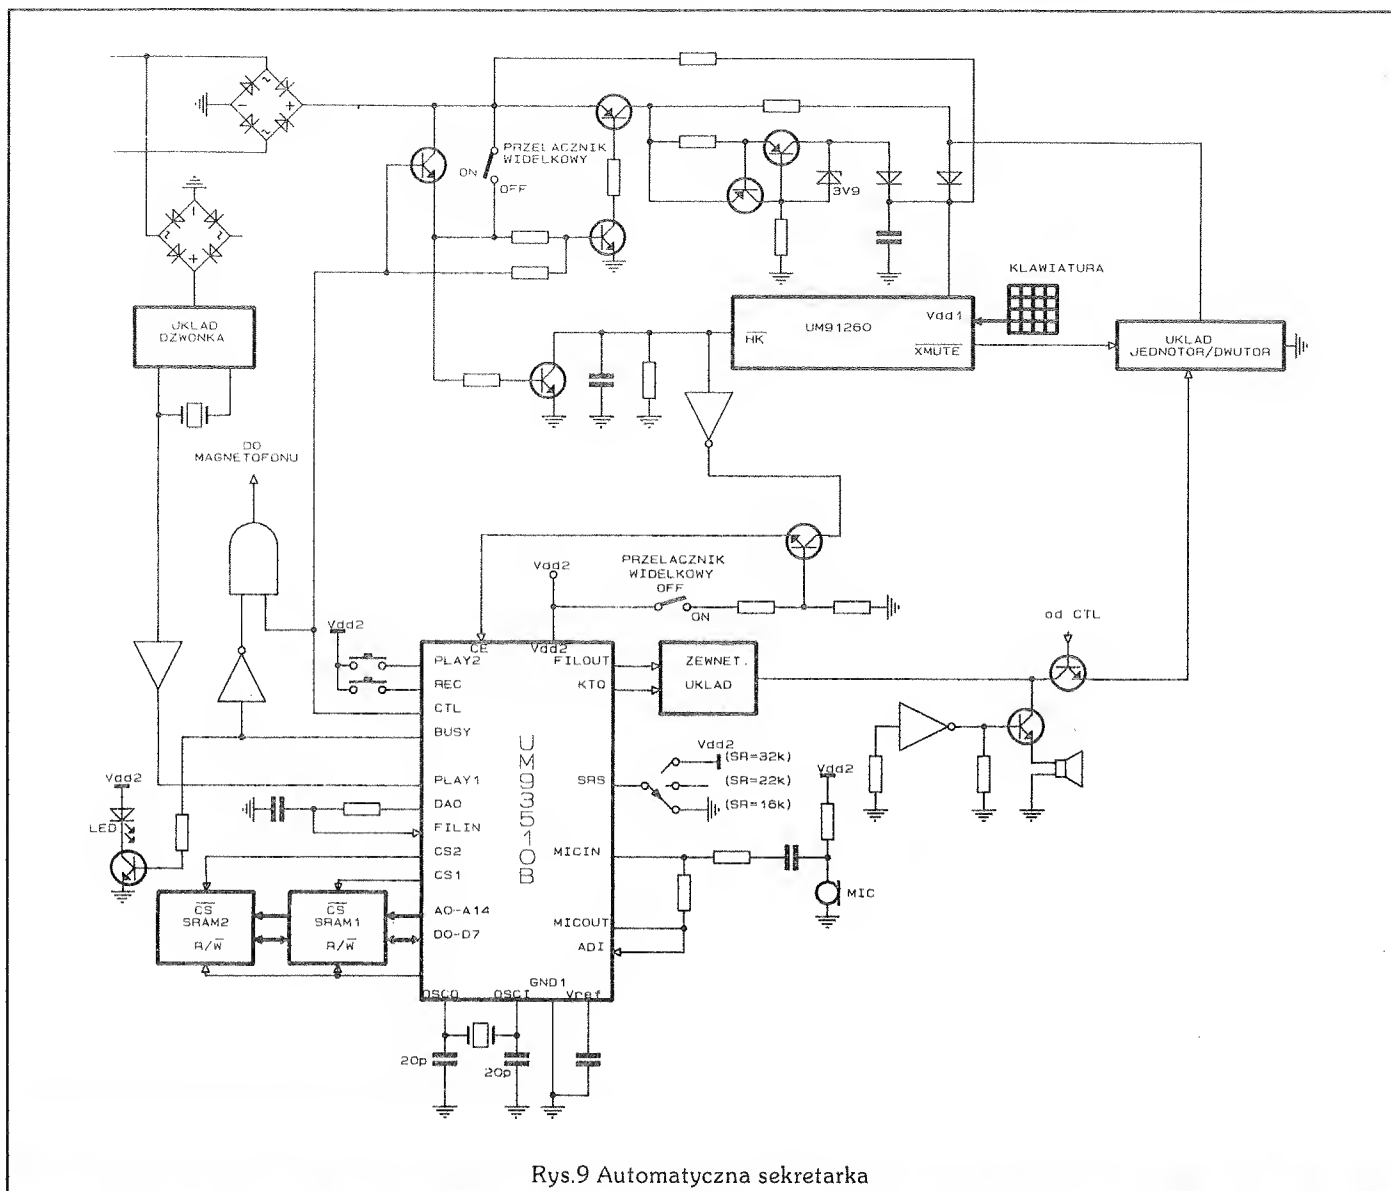 PRZELACZNIK
WIDELKOWY
ON
OFF
3V9
KLAWIATURA
UKLAD
DZWONKA
UM91260
Vdd1
HK
XMUTE
UKLAD
JEDNOTOR/DWUTOR
DO
MAGNETOFONU
PRZELACZNIK
WIDELKOWY
OFF
ON
Vdd2
od CTL
Vdd2
CE
Vdd2
PLAY2
REC
CTL
BUSY
PLAY1
DAO
FILIN
CS2
CS1
A0-A14
D0-D7
OSCO
OSCI
GND1
Vref
FILOUT
KTO
SRS
MICIN
MICOUT
ADI
UM93510B
ZEWNET.
UKLAD
Vdd2
(SR=32k)
(SR=22k)
(SR=16k)
Vdd2
MIC
Vdd2
LED
CS
SRAM2
R/W
CS
SRAM1
R/W
20p
20p
Rys.9 Automatyczna sekretarka